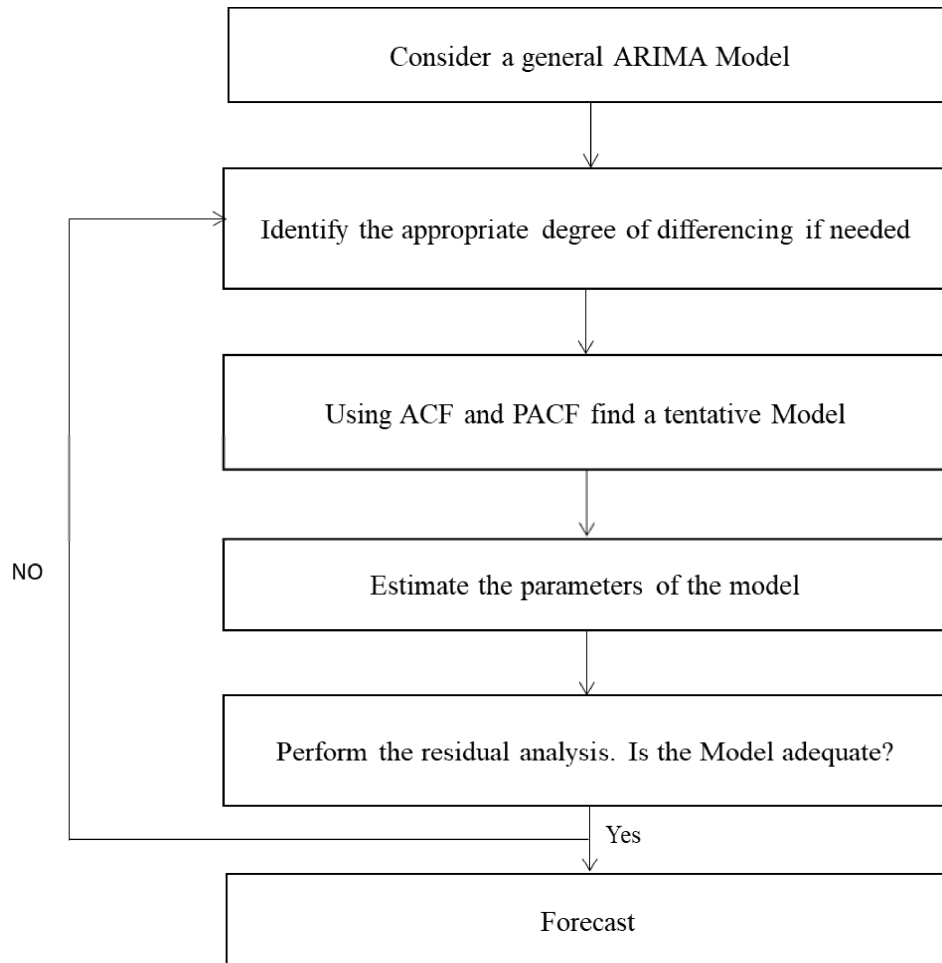 Consider a general ARIMA Model
Identify the appropriate degree of differencing if needed
Using ACF and PACF find a tentative Model
Estimate the parameters of the model
NO
Perform the residual analysis. Is the Model adequate?
Yes
Forecast